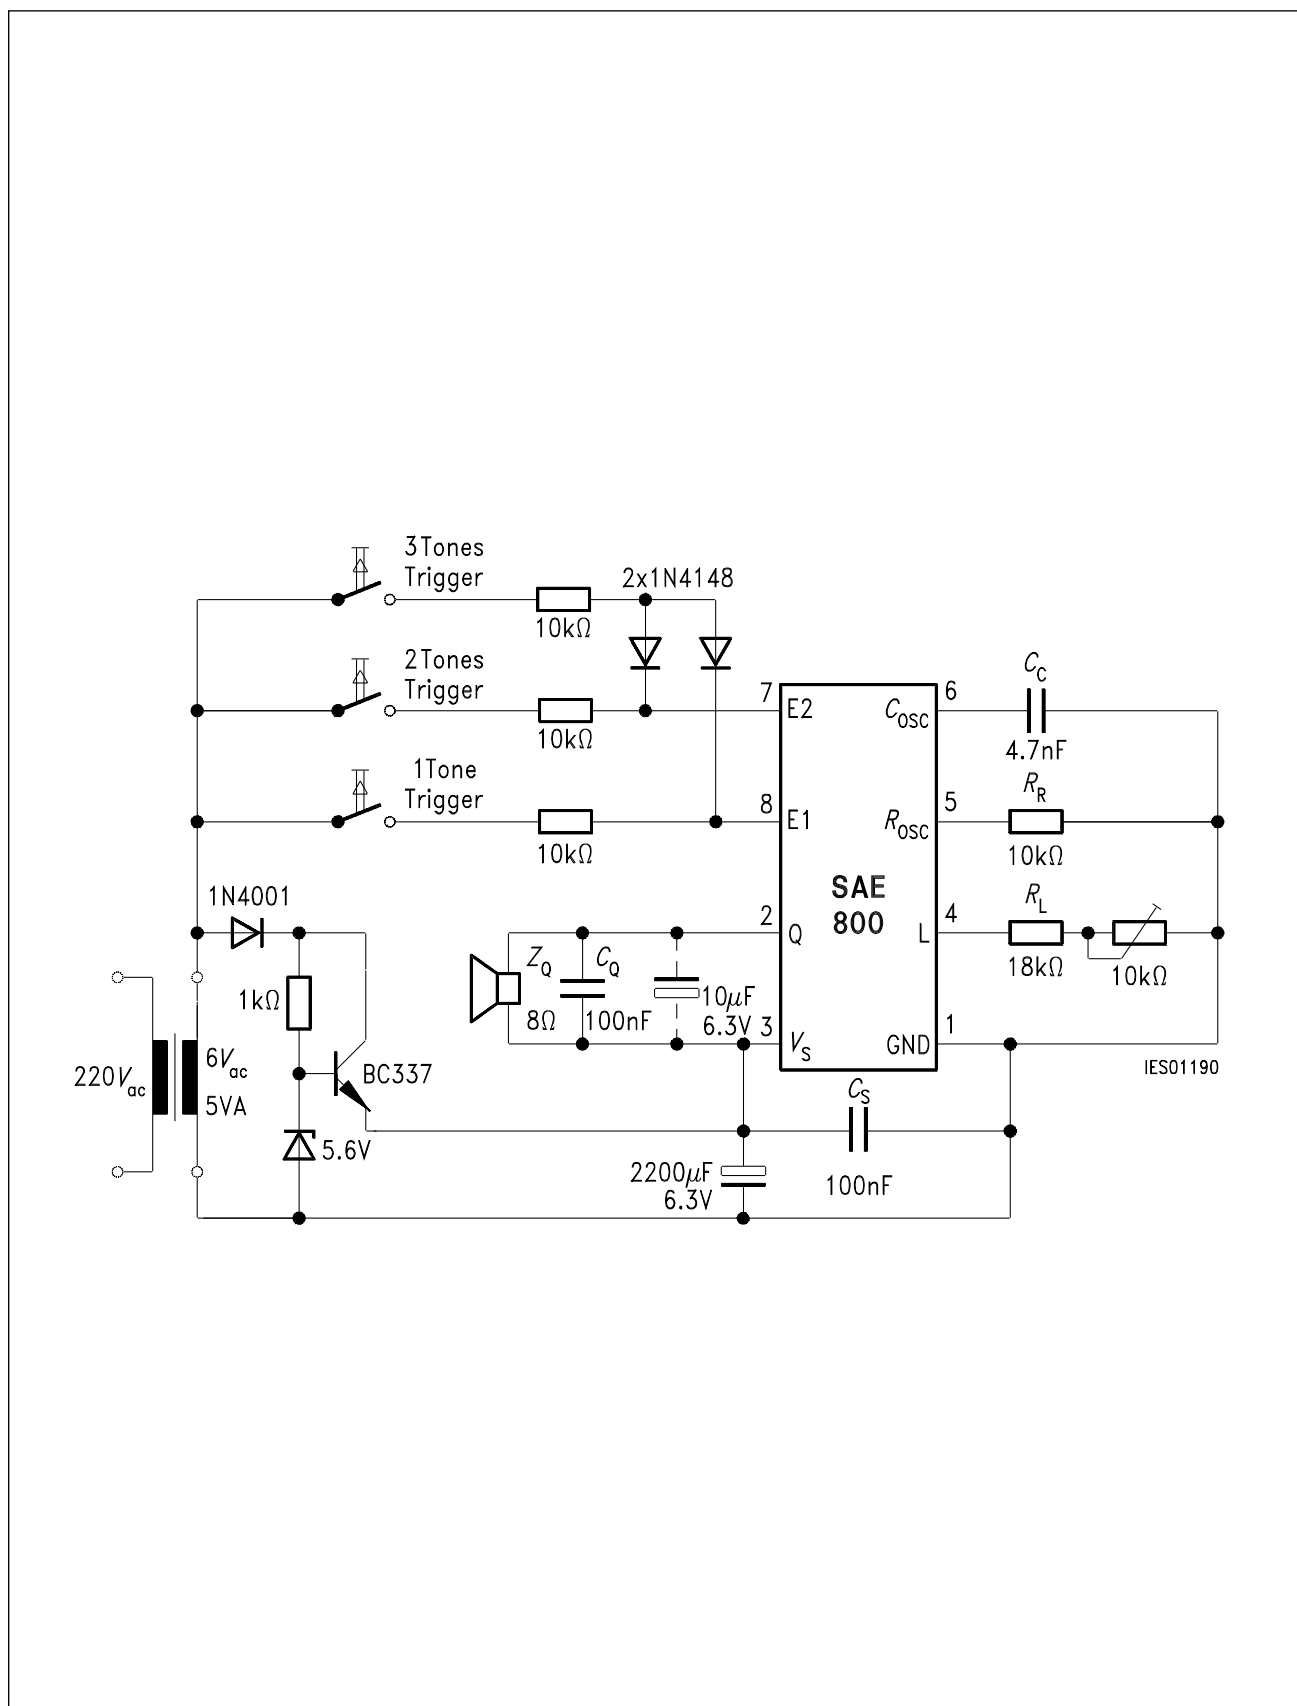 3Tones
Trigger
10kΩ
2x1N4148
2Tones
Trigger
10kΩ
1Tone
Trigger
10kΩ
7
E2
8
E1
2
Q
3
VS
SAE
800
6
COSC
5
ROSC
4
L
1
GND
CC
4.7nF
RR
10kΩ
RL
18kΩ
10kΩ
IES01190
1N4001
1kΩ
BC337
5.6V
220Vac
6Vac
5VA
ZQ
8Ω
CQ
100nF
10µF
6.3V
CS
100nF
2200µF
6.3V